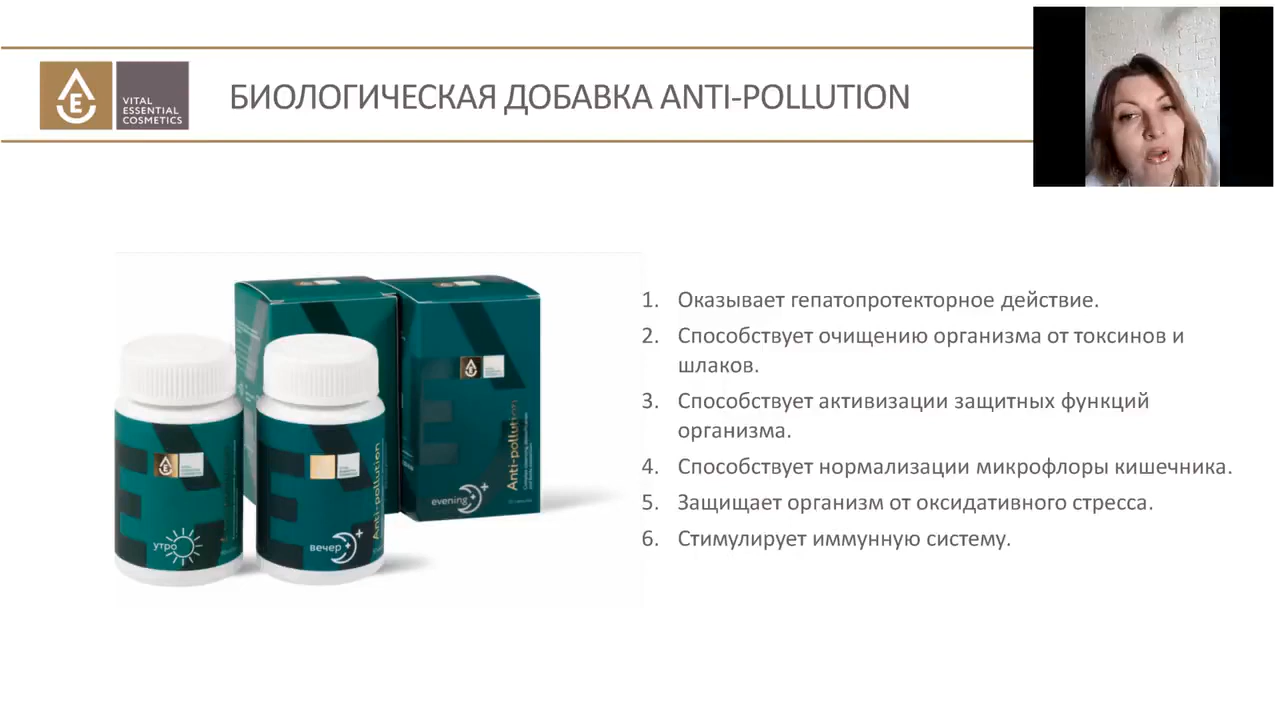 VITAL
ESSENTIAL
COSMETICS
БИОЛОГИЧЕСКАЯ ДОБАВКА ANTI-POLLUTION
1. Оказывает гепатопротекторное действие.
2. Способствует очищению организма от токсинов и
шлаков.
3. Способствует активизации защитных функций
организма.
4. Способствует нормализации микрофлоры кишечника.
5. Защищает организм от оксидативного стресса.
6. Стимулирует иммунную систему.
Anti-pollution
evening
утро
Anti-pollution
вечер